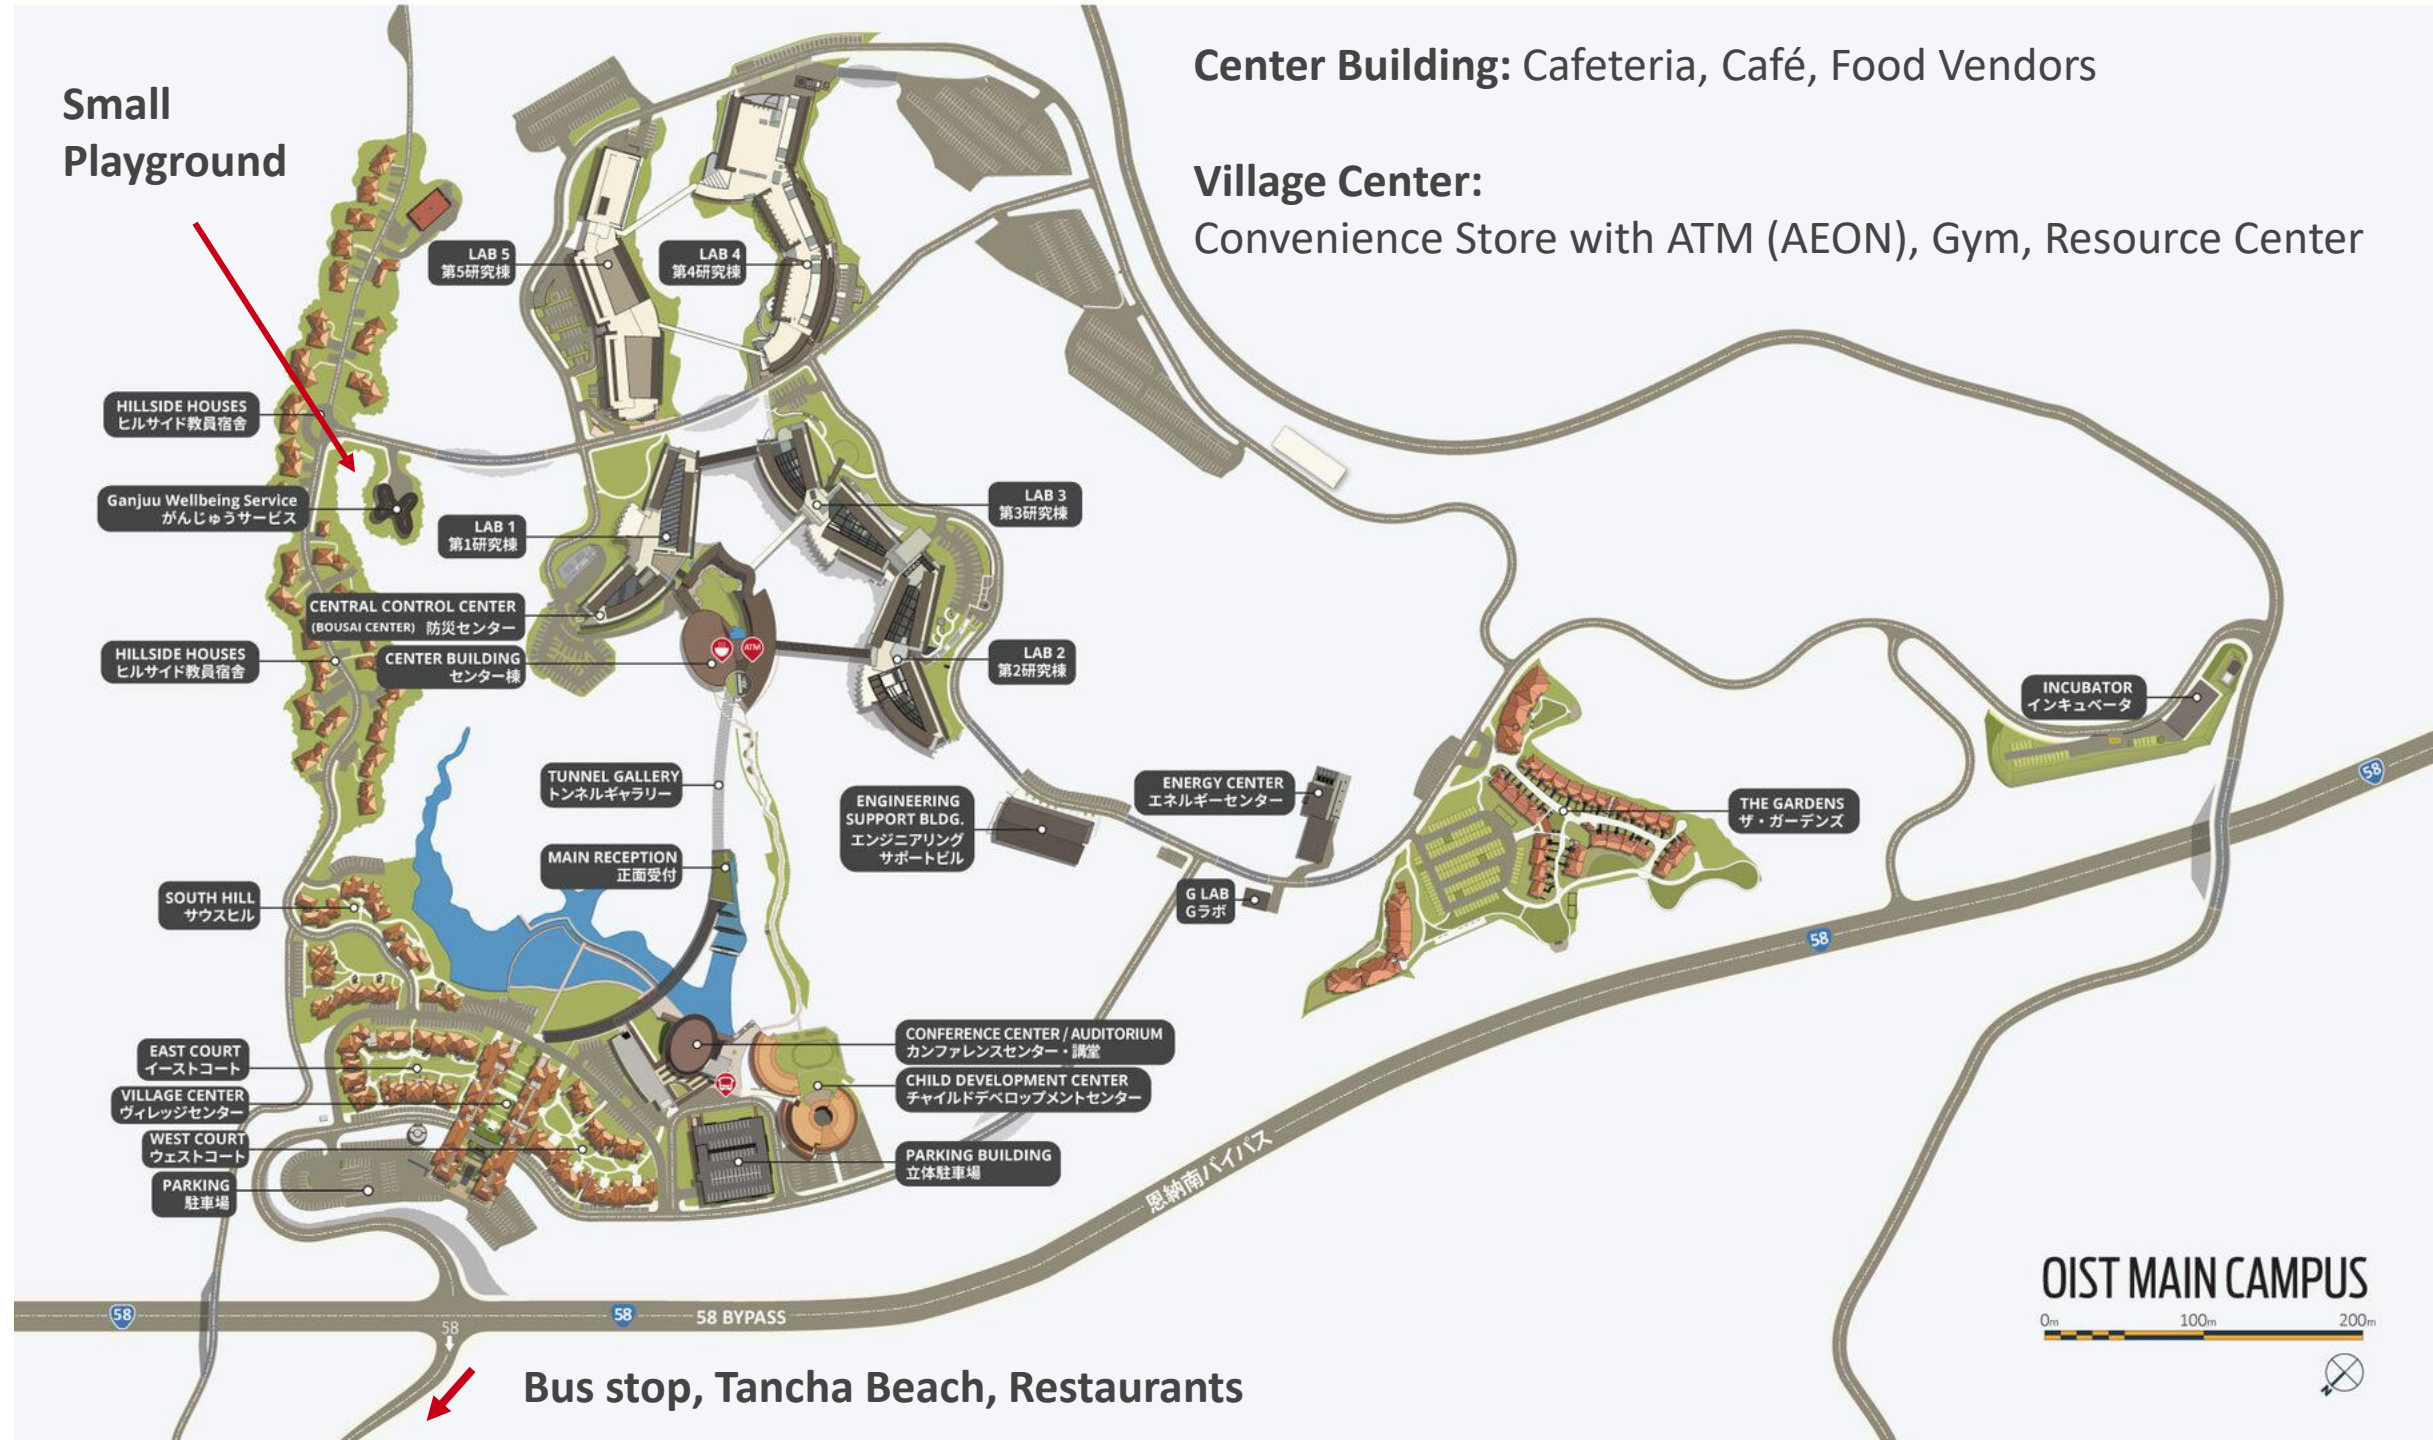 Center Building: Cafeteria, Café, Food Vendors
Small
Playground
Village Center:
Convenience Store with ATM (AEON), Gym, Resource Center
LAB 5
第5研究棟
LAB 4
第4研究棟
HILLSIDE HOUSES
ヒルサイド教員宿舎
Ganjuu Wellbeing Service
がんじゅうサービス
LAB 1
第1研究棟
LAB 3
第3研究棟
CENTRAL CONTROL CENTER
(BOUSAI CENTER) 防災センター
HILLSIDE HOUSES
ヒルサイド教員宿舎
CENTER BUILDING
センター棟
ATM
LAB 2
第2研究棟
INCUBATOR
インキュベータ
TUNNEL GALLERY
トンネルギャラリー
ENGINEERING
SUPPORT BLDG.
エンジニアリング
サポートビル
ENERGY CENTER
エネルギーセンター
58
THE GARDENS
ザ・ガーデンズ
MAIN RECEPTION
正面受付
SOUTH HILL
サウスヒル
G LAB
Gラボ
58
EAST COURT
イーストコート
CONFERENCE CENTER / AUDITORIUM
カンファレンスセンター・講堂
VILLAGE CENTER
ヴィレッジセンター
CHILD DEVELOPMENT CENTER
チャイルドデベロップメントセンター
WEST COURT
ウェストコート
PARKING BUILDING
立体駐車場
PARKING
駐車場
恩納南バイパス
58
58
58 BYPASS
58
OIST MAIN CAMPUS
0m 100m 200m
N
Bus stop, Tancha Beach, Restaurants